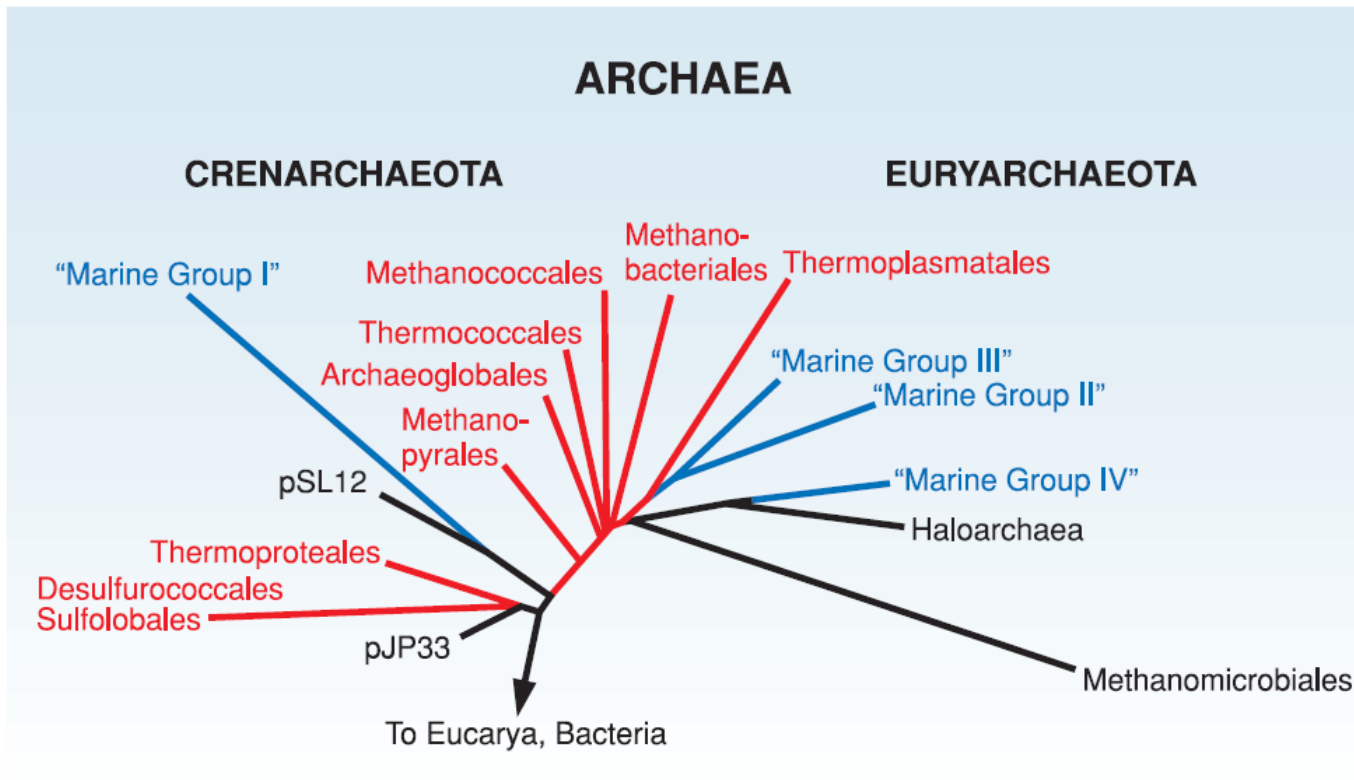 ARCHAEA
CRENARCHAEOTA
EURYARCHAEOTA
“Marine Group I”
Methanococcales
Methano-
bacteriales
Thermoplasmatales
Thermococcales
Archaeoglobales
Methano-
pyrales
“Marine Group III”
“Marine Group II”
“Marine Group IV”
Haloarchaea
pSL12
Thermoproteales
Desulfurococcales
Sulfolobales
pJP33
Methanomicrobiales
To Eucarya, Bacteria